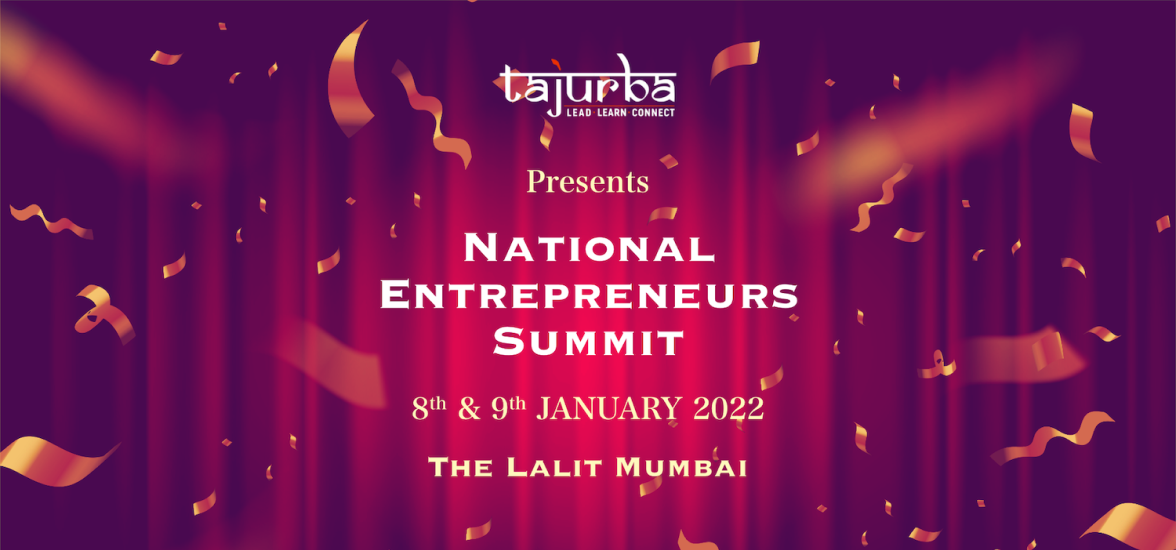 tajurba
LEAD LEARN CONNECT
Presents
NATIONAL
ENTREPRENEURS
SUMMIT
8th & 9th JANUARY 2022
THE LALIT MUMBAI